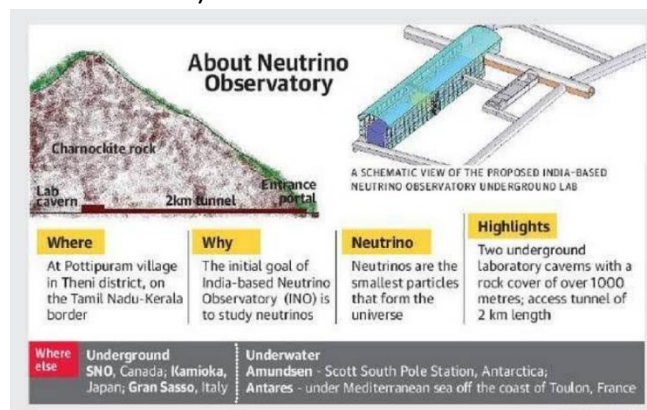 About Neutrino
Observatory
Charnockite rock
Lab
cavern
2km tunnel
Entrance
portal
A SCHEMATIC VIEW OF THE PROPOSED INDIA-BASED
NEUTRINO OBSERVATORY UNDERGROUND LAB
Where
At Pottipuram village
in Theni district, on
the Tamil Nadu-Kerala
border
Why
The initial goal of
India-based Neutrino
Observatory (INO) is
to study neutrinos
Neutrino
Neutrinos are the
smallest particles
that form the
universe
Highlights
Two underground
laboratory caverns with a
rock cover of over 1000
metres; access tunnel of
2 km length
Where
else
Underground
SNO, Canada; Kamioka,
Japan; Gran Sasso, Italy
Underwater
Amundsen - Scott South Pole Station, Antarctica;
Antares - under Mediterranean sea off the coast of Toulon, France